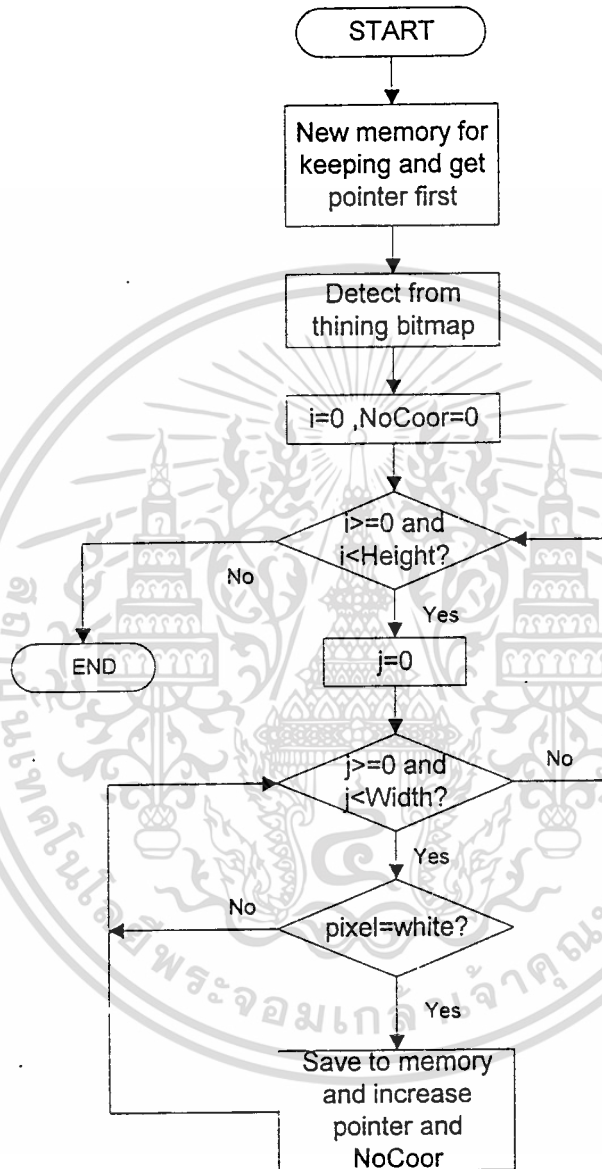 START
New memory for
keeping and get
pointer first
Detect from
thining bitmap
i=0 ,NoCoor=0
i>=0 and
i<Height?
No
Yes
END
j=0
j>=0 and
j<Width?
No
Yes
No
pixel=white?
Yes
Save to memory
and increase
pointer and
NoCoor